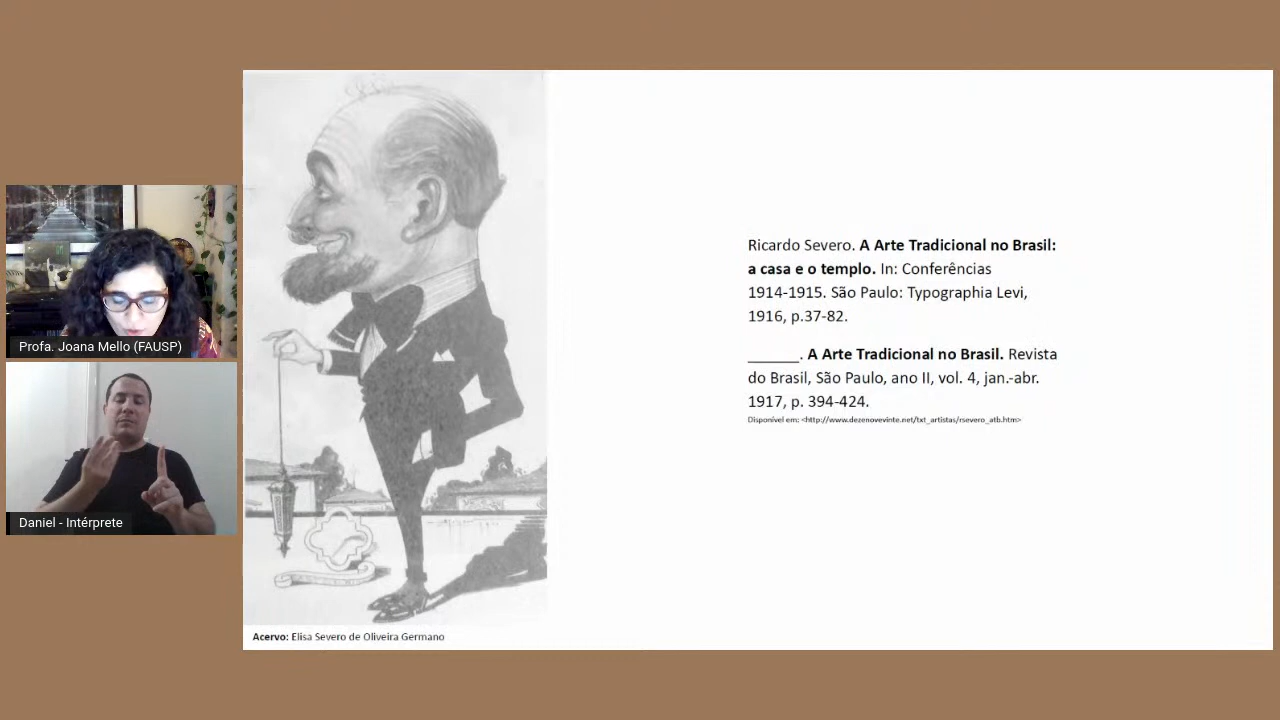 Profa. Joana Mello (FAUSP)
Daniel - Intérprete
Ricardo Severo. A Arte Tradicional no Brasil:
a casa e o templo. In: Conferências
1914-1915. São Paulo: Typographia Levi,
1916, p.37-82.
______. A Arte Tradicional no Brasil. Revista
do Brasil, São Paulo, ano II, vol. 4, jan.-abr.
1917, p. 394-424.
Disponível em: <http://www.dezenovevinte.net/txt_artistas/rsevero_atb.htm>
Acervo: Elisa Severo de Oliveira Germano